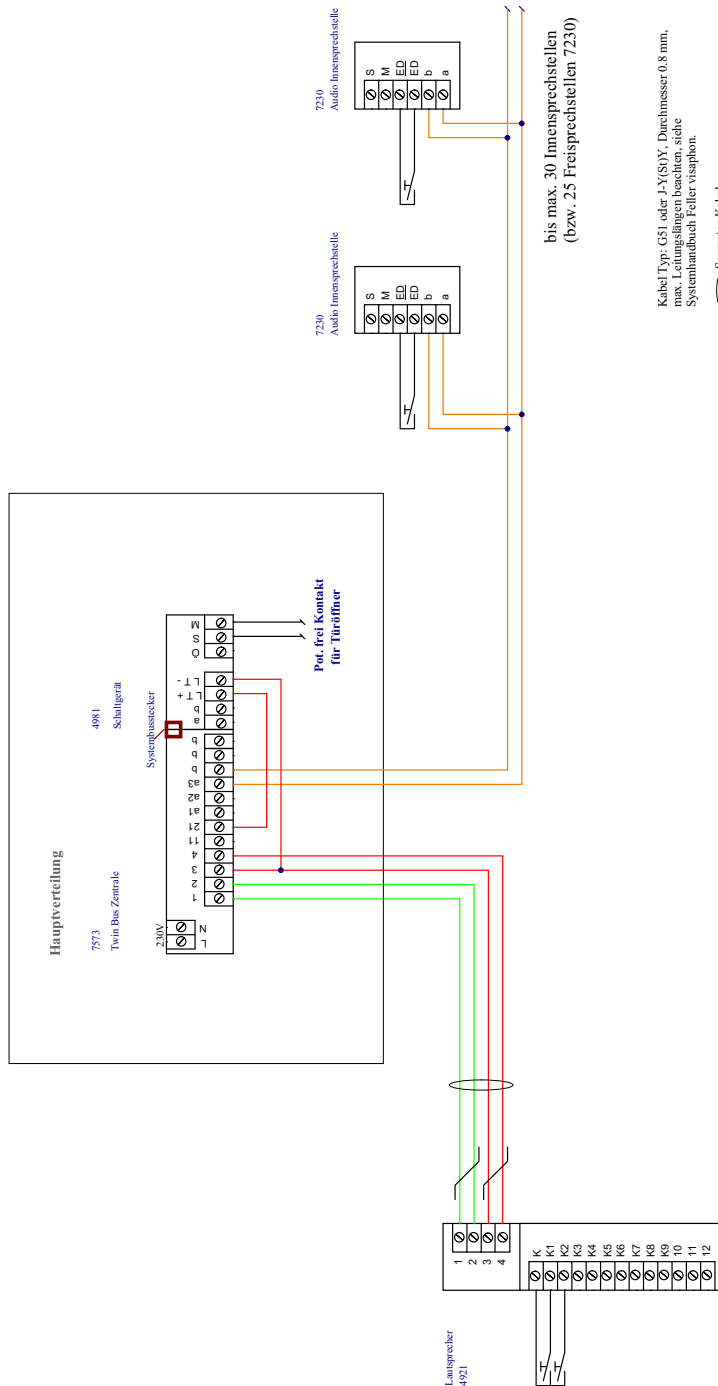 7230
Audio Innensprechstelle
S
M
ED
ED
b
a
bis max. 30 Innensprechstellen
(bzw. 25 Freisprechstellen 7230)
Kabel Typ: G51 oder J-Y(St)Y, Durchmesser 0.8 mm,
max. Leitungslängen beachten, siehe
Systemhandbuch Feller visaphon.
7230
Audio Innensprechstelle
S
M
ED
ED
b
a
Hauptverteilung
4981
Schaltgerät
Systembusstecker
7573
Twin Bus Zentrale
230V
L
N
1
2
3
4
11
21
a1
a2
a3
b
b
b
a
b
LT +
LT -
Ö
S
M
Pot. frei Kontakt
für Türöffner
1
2
3
4
K
K1
K2
K3
K4
K5
K6
K7
K8
K9
10
11
12
Lautsprecher
4921